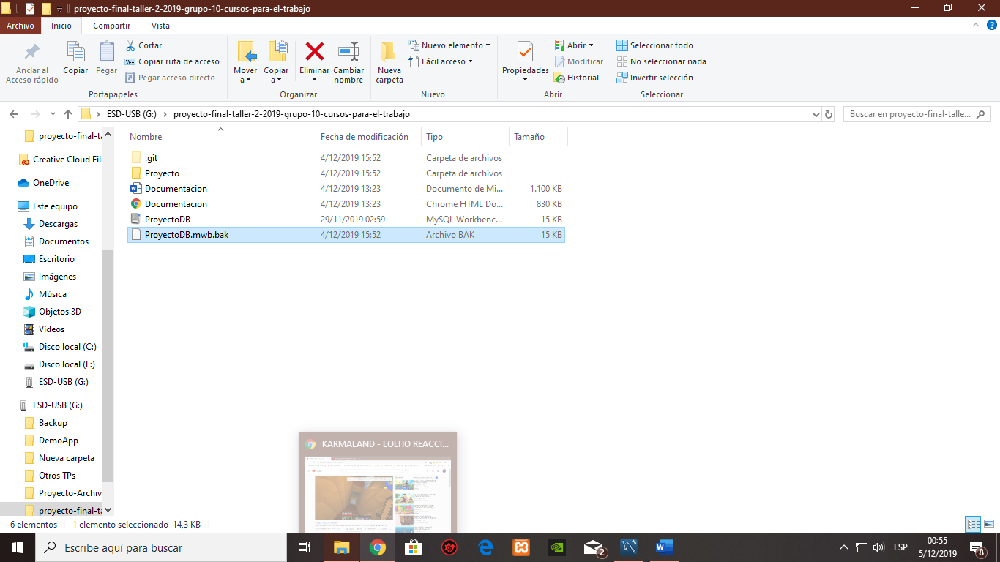 proyecto-final-taller-2-2019-grupo-10-cursos-para-el-trabajo
Archivo Inicio Compartir Vista
Anclar al Acceso rápido
Copiar
Pegar
Cortar
Copiar ruta de acceso
Pegar acceso directo
Portapapeles
Mover a
Copiar a
Eliminar
Cambiar nombre
Organizar
Nueva carpeta
Nuevo elemento
Fácil acceso
Nuevo
Propiedades
Abrir
Modificar
Historial
Abrir
Seleccionar todo
No seleccionar nada
Invertir selección
Seleccionar
ESD-USB (G:) proyecto-final-taller-2-2019-grupo-10-cursos-para-el-trabajo
Buscar en proyecto-final-talle...
proyecto-final-ta
Creative Cloud Fil
OneDrive
Este equipo
Descargas
Documentos
Escritorio
Imágenes
Música
Objetos 3D
Vídeos
Disco local (C:)
Disco local (E:)
ESD-USB (G:)
ESD-USB (G:)
Backup
DemoApp
Nueva carpeta
Otros TPs
Proyecto-Archiv
proyecto-final-ta
Nombre Fecha de modificación Tipo Tamaño
.git 4/12/2019 15:52 Carpeta de archivos
Proyecto 4/12/2019 15:52 Carpeta de archivos
Documentacion 4/12/2019 13:23 Documento de Mi... 1.100 KB
Documentacion 4/12/2019 13:23 Chrome HTML Do... 830 KB
ProyectoDB 29/11/2019 02:59 MySQL Workbenc... 15 KB
ProyectoDB.mwb.bak 4/12/2019 15:52 Archivo BAK 15 KB
KARMALAND - LOLITO REACCI...
6 elementos 1 elemento seleccionado 14,3 KB
Escribe aquí para buscar
2
ESP
00:55
5/12/2019
8